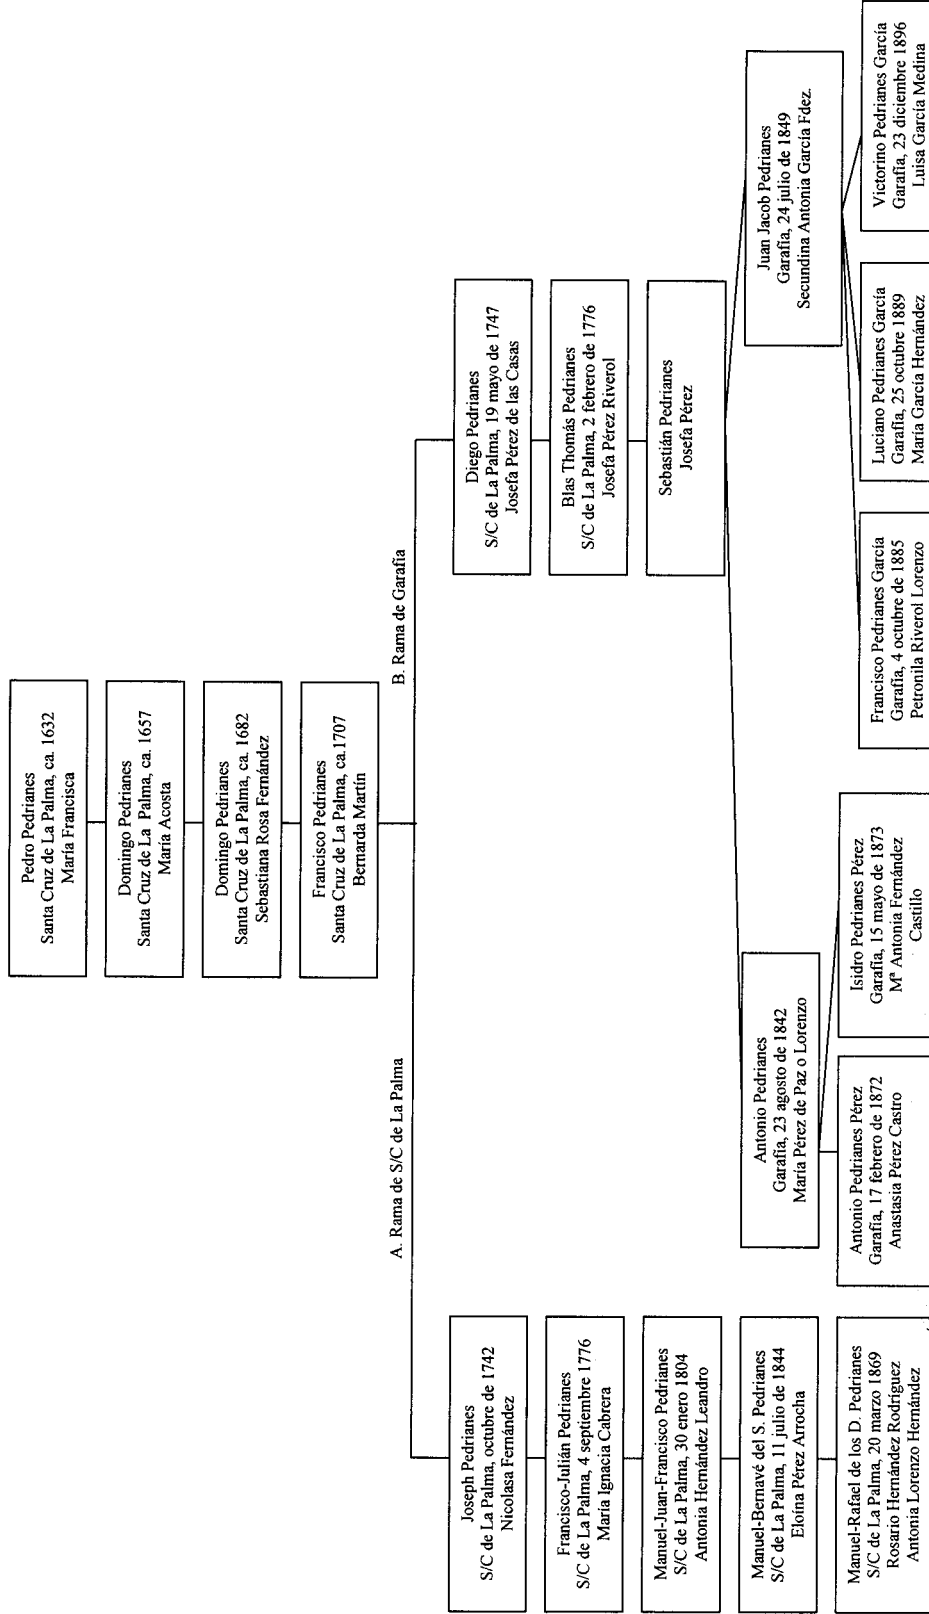 Pedro Pedrianes
Santa Cruz de La Palma, ca. 1632
María Francisca
Domingo Pedrianes
Santa Cruz de La Palma, ca. 1657
María Acosta
Domingo Pedrianes
Santa Cruz de La Palma, ca. 1682
Sebastiana Rosa Fernández
Francisco Pedrianes
Santa Cruz de La Palma, ca.1707
Bernarda Martín
A. Rama de S/C de La Palma
B. Rama de Garafía
Joseph Pedrianes
S/C de La Palma, octubre de 1742
Nicolasa Fernández
Diego Pedrianes
S/C de La Palma, 19 mayo de 1747
Josefa Pérez de las Casas
Francisco-Julián Pedrianes
S/C de La Palma, 4 septiembre 1776
María Ignacia Cabrera
Blas Thomás Pedrianes
S/C de La Palma, 2 febrero de 1776
Josefa Pérez Riverol
Manuel-Juan-Francisco Pedrianes
S/C de La Palma, 30 enero 1804
Antonia Hernández Leandro
Sebastián Pedrianes
Josefa Pérez
Manuel-Bernavé del S. Pedrianes
S/C de La Palma, 11 julio de 1844
Eloína Pérez Arrocha
Antonio Pedrianes
Garafía, 23 agosto de 1842
María Pérez de Paz o Lorenzo
Juan Jacob Pedrianes
Garafía, 24 julio de 1849
Secundina Antonia García Fdez.
Manuel-Rafael de los D. Pedrianes
S/C de La Palma, 20 marzo 1869
Rosario Hernández Rodríguez
Antonia Lorenzo Hernández
Antonio Pedrianes Pérez
Garafía, 17 febrero de 1872
Anastasia Pérez Castro
Isidro Pedrianes Pérez
Garafía, 15 mayo de 1873
Mª Antonia Fernández
Castillo
Francisco Pedrianes García
Garafía, 4 octubre de 1885
Petronila Riverol Lorenzo
Luciano Pedrianes García
Garafía, 25 octubre 1889
María García Hernández
Victorino Pedrianes García
Garafía, 23 diciembre 1896
Luisa García Medina